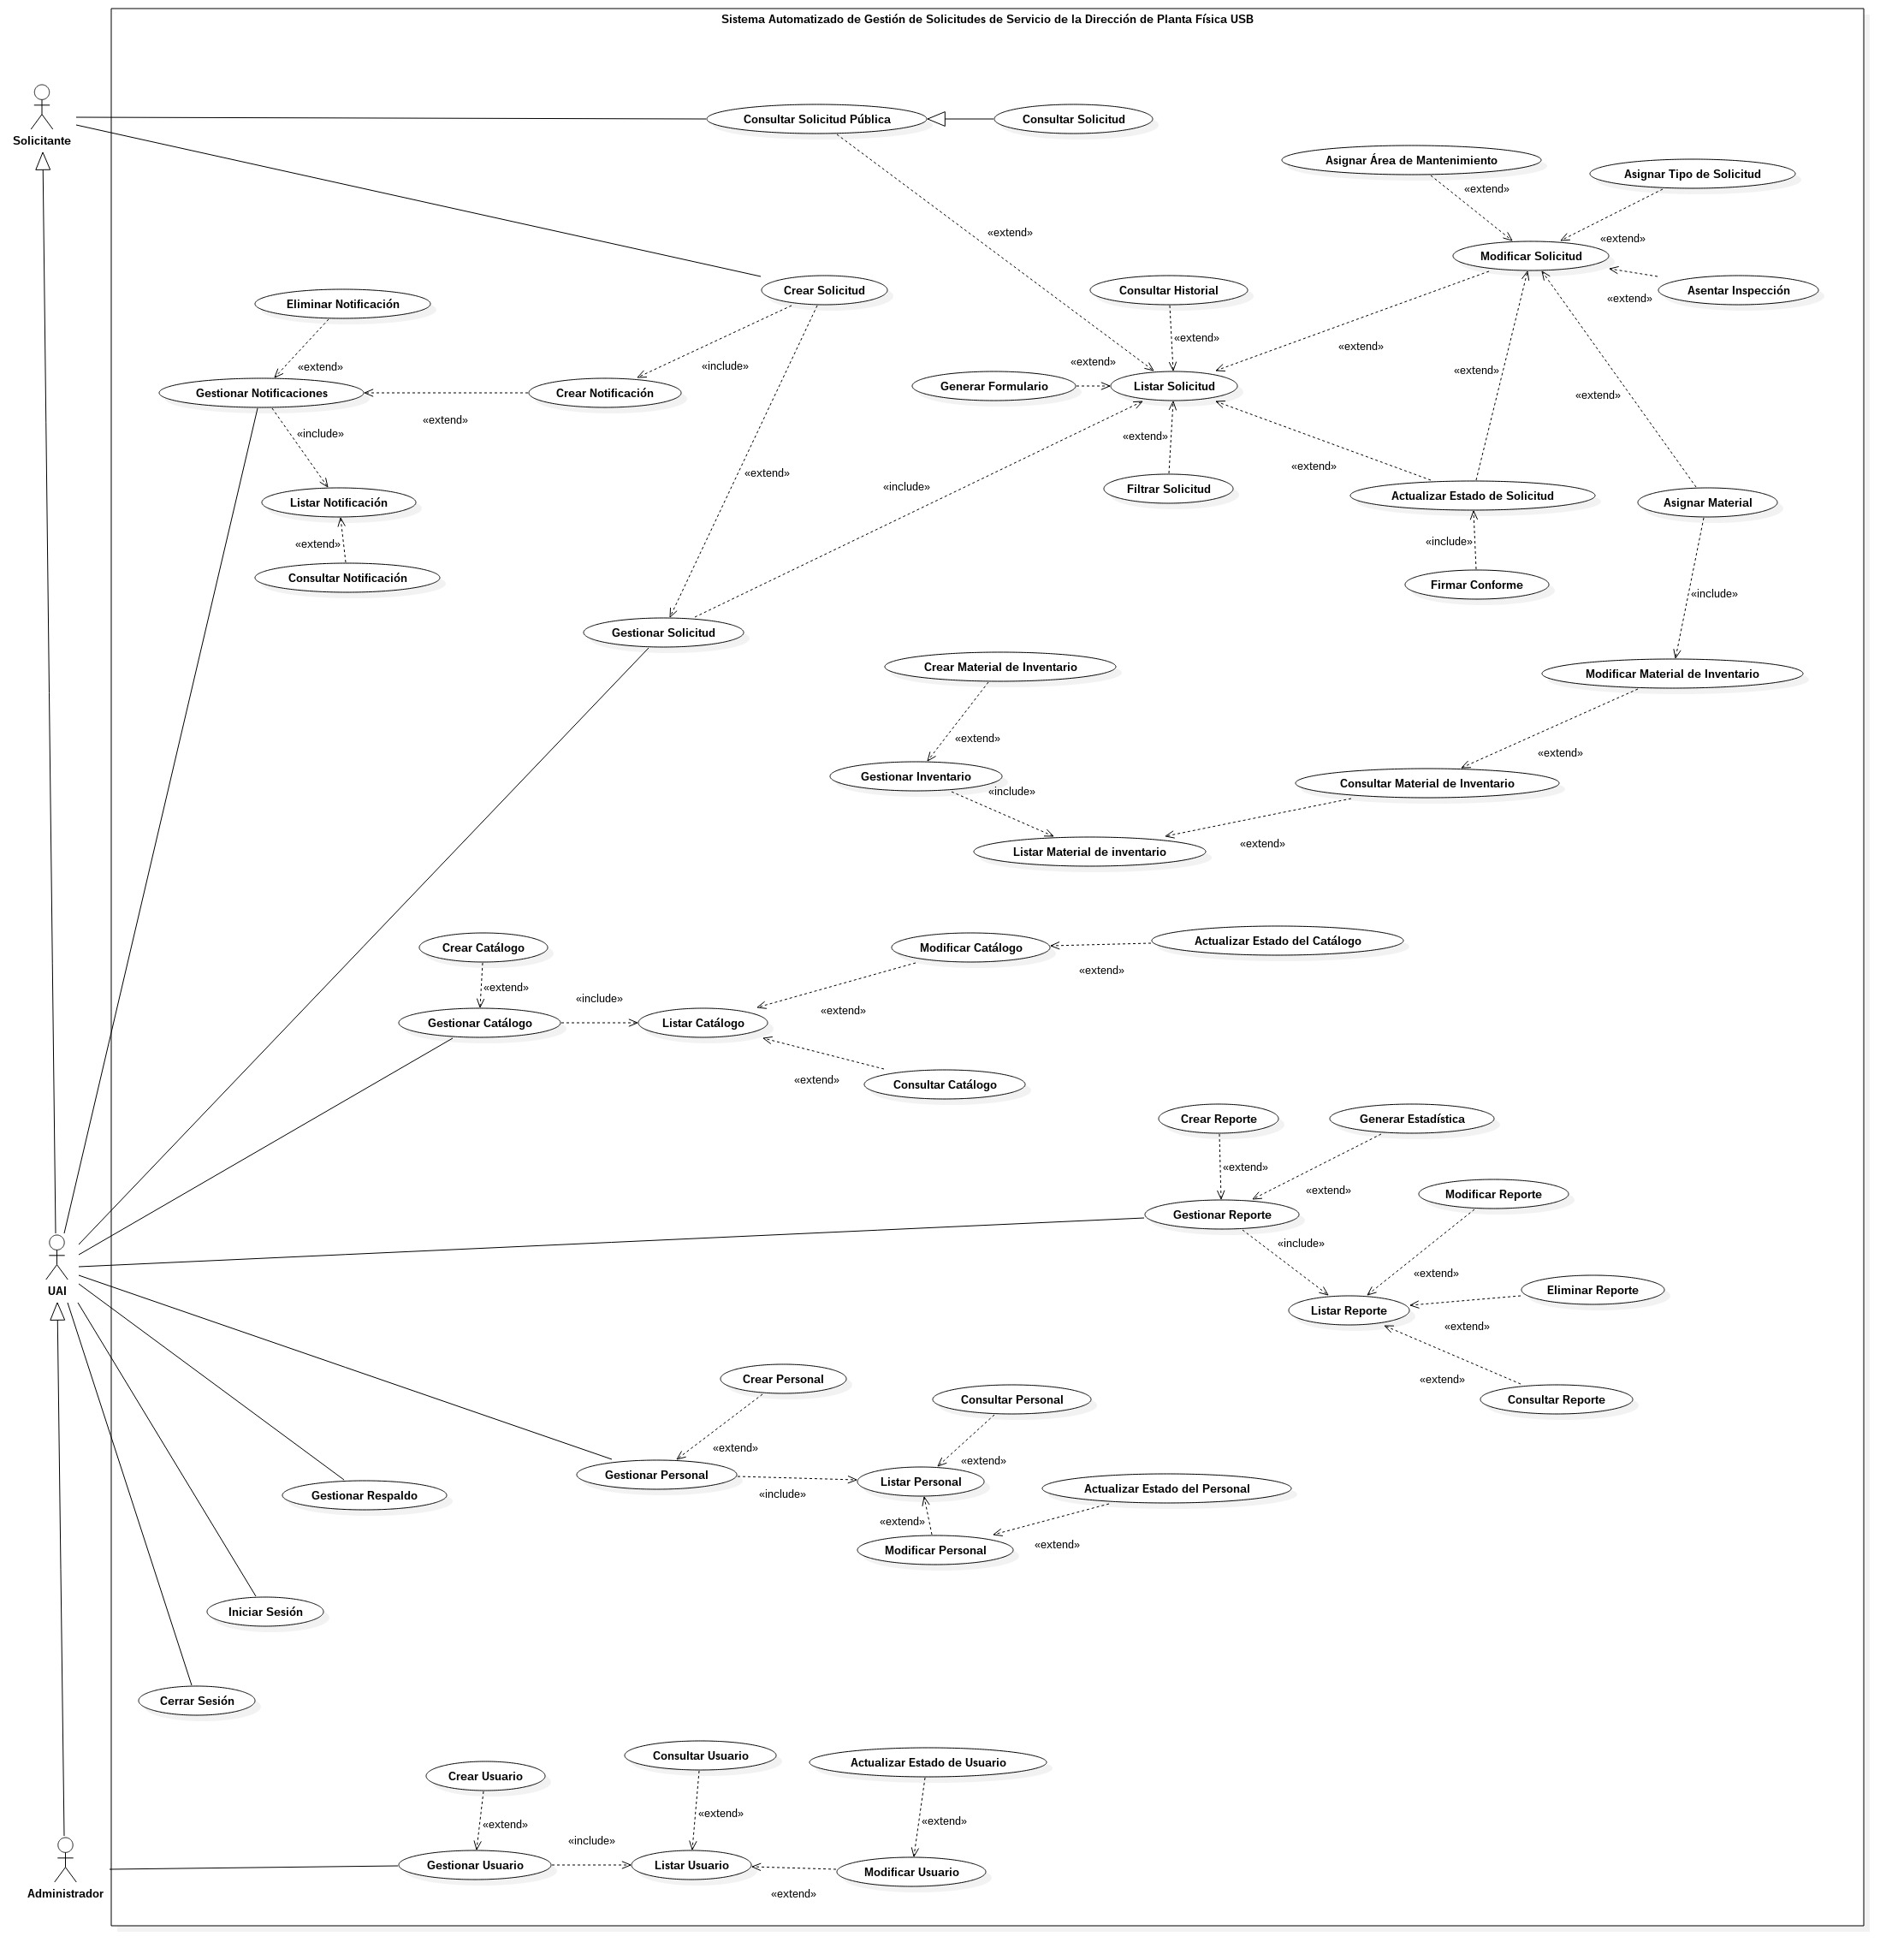 Sistema Automatizado de Gestión de Solicitudes de Servicio de la Dirección de Planta Física USB
Solicitante
Consultar Solicitud Pública
Consultar Solicitud
Asignar Área de Mantenimiento
Asignar Tipo de Solicitud
«extend»
«extend»
«extend»
Modificar Solicitud
Crear Solicitud
Consultar Historial
Asentar Inspección
«extend»
Eliminar Notificación
«extend»
«extend»
«extend»
«include»
«extend»
«extend»
Gestionar Notificaciones
Crear Notificación
Generar Formulario
Listar Solicitud
«extend»
«extend»
«extend»
«include»
«extend»
«extend»
«extend»
«include»
Listar Notificación
Filtrar Solicitud
Actualizar Estado de Solicitud
Asignar Material
«extend»
«include»
Consultar Notificación
Firmar Conforme
«include»
Gestionar Solicitud
Crear Material de Inventario
Modificar Material de Inventario
«extend»
«extend»
Gestionar Inventario
«include»
Consultar Material de Inventario
Listar Material de inventario
«extend»
Crear Catálogo
Modificar Catálogo
Actualizar Estado del Catálogo
«extend»
«extend»
«include»
«extend»
Gestionar Catálogo
Listar Catálogo
«extend»
Consultar Catálogo
Crear Reporte
Generar Estadística
«extend»
«extend»
Modificar Reporte
Gestionar Reporte
«include»
«extend»
UAI
Eliminar Reporte
Listar Reporte
«extend»
Crear Personal
«extend»
Consultar Personal
Consultar Reporte
«extend»
«extend»
Gestionar Personal
Listar Personal
«include»
Actualizar Estado del Personal
Gestionar Respaldo
«extend»
«extend»
Modificar Personal
Iniciar Sesión
Cerrar Sesión
Consultar Usuario
Actualizar Estado de Usuario
Crear Usuario
«extend»
«extend»
«extend»
«include»
Gestionar Usuario
Listar Usuario
Modificar Usuario
Administrador
«extend»